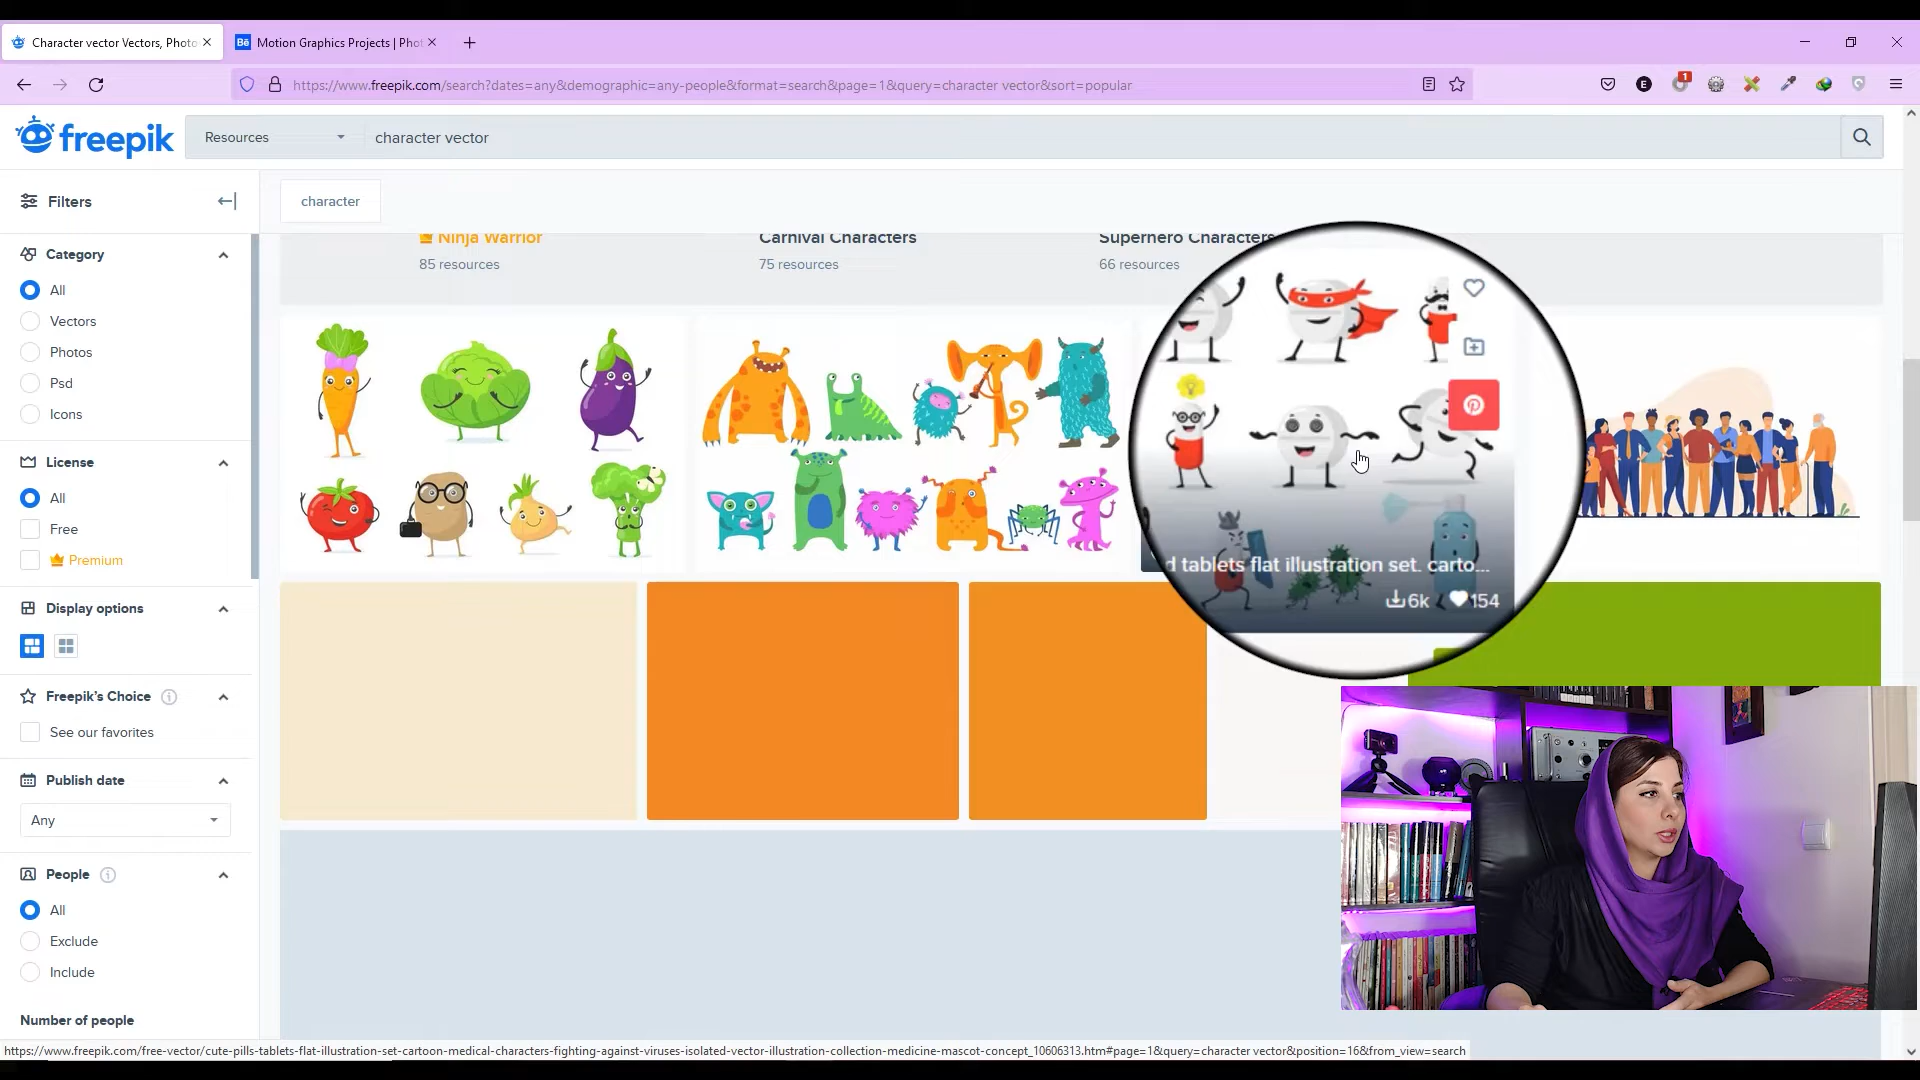 Character vector Vectors, Photo
Bē Motion Graphics Projects | Phot
https://www.freepik.com/search?dates=any&demographic=any-people&format=search&page=1&query=character vector&sort=popular
E
1
freepik
Resources
character vector
Filters
character
Ninja Warrior
Carnival Characters
Superhero Characters
85 resources
75 resources
66 resources
Category
All
Vectors
Photos
Psd
Icons
License
All
Free
Premium
d tablets flat illustration set. carto...
6k
154
Display options
Freepik's Choice
See our favorites
Publish date
Any
People
All
Exclude
Include
Number of people
https://www.freepik.com/free-vector/cute-pills-tablets-flat-illustration-set-cartoon-medical-characters-fighting-against-viruses-isolated-vector-illustration-collection-medicine-mascot-concept_10606313.htm#page=1&query=character vector&position=16&from_view=search